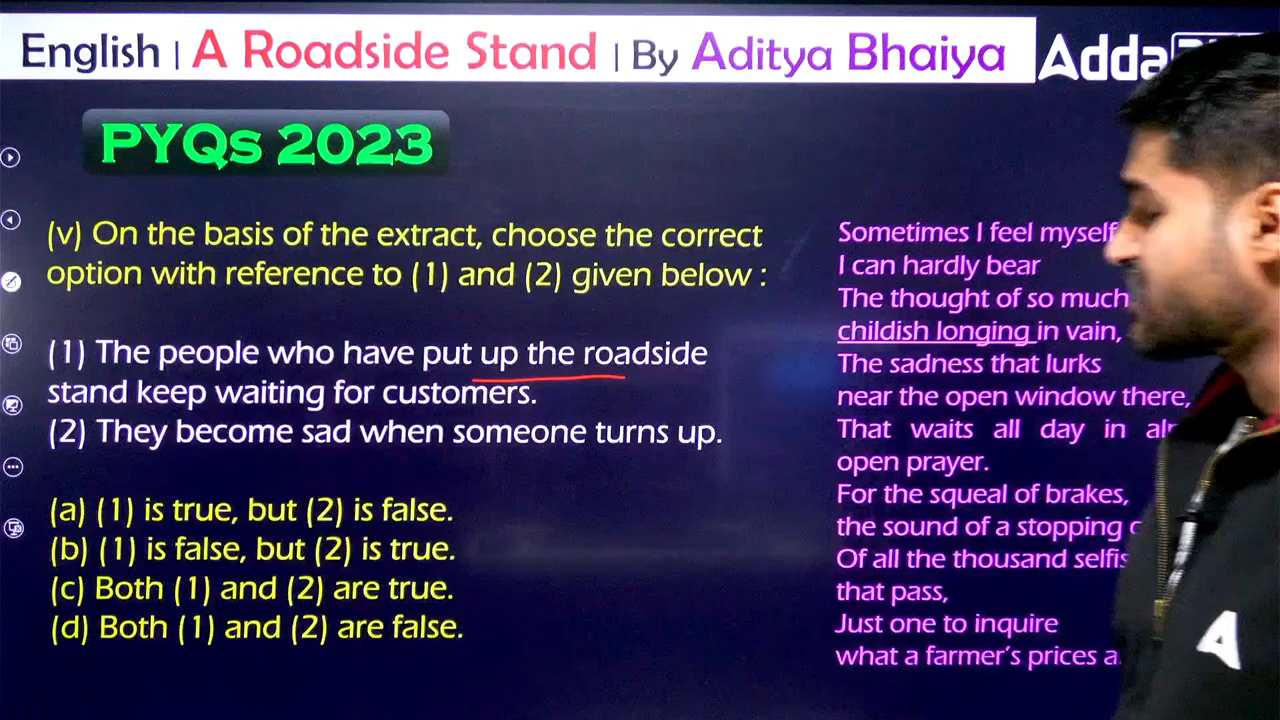 English | A Roadside Stand | By Aditya Bhaiya
Adda
PYQs 2023
(v) On the basis of the extract, choose the correct
option with reference to (1) and (2) given below :
(1) The people who have put up the roadside
stand keep waiting for customers.
(2) They become sad when someone turns up.
(a) (1) is true, but (2) is false.
(b) (1) is false, but (2) is true.
(c) Both (1) and (2) are true.
(d) Both (1) and (2) are false.
Sometimes I feel myself
I can hardly bear
The thought of so much
childish longing in vain,
The sadness that lurks
near the open window there,
That waits all day in
open prayer.
For the squeal of brakes,
the sound of a stopping
Of all the thousand
that pass,
Just one to inquire
what a farmer's prices